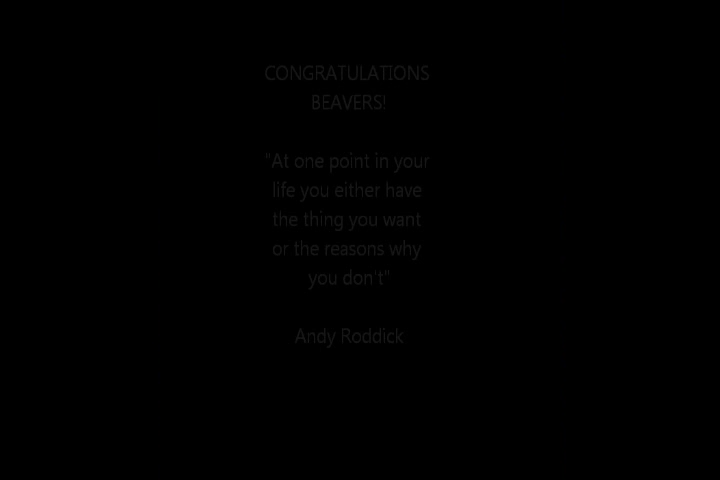 CONGRATULATIONS
BEAVERS!
"At one point in your
life you either have
the thing you want
or the reasons why
you don't"
Andy Roddick